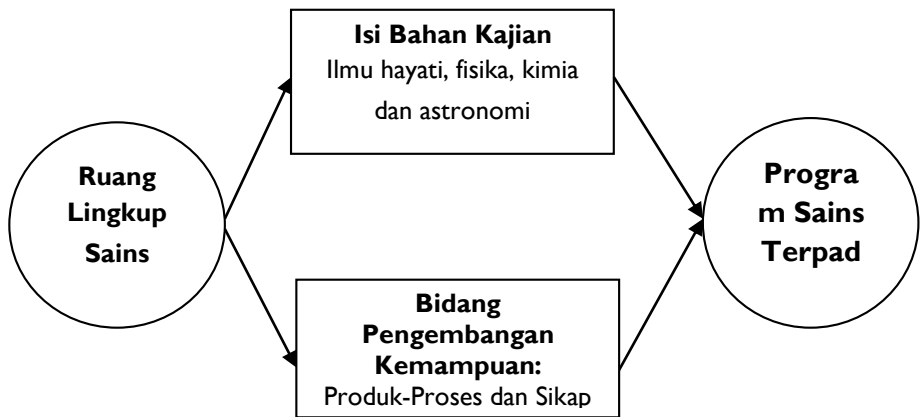 Isi Bahan Kajian
Ilmu hayati, fisika, kimia
dan astronomi
Ruang
Lingkup
Sains
Progra
m Sains
Terpad
Bidang
Pengembangan
Kemampuan:
Produk-Proses dan Sikap